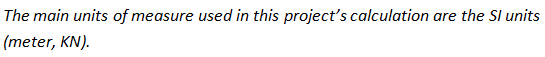 The main units of measure used in this project’s calculation are the SI units
(meter, KN).